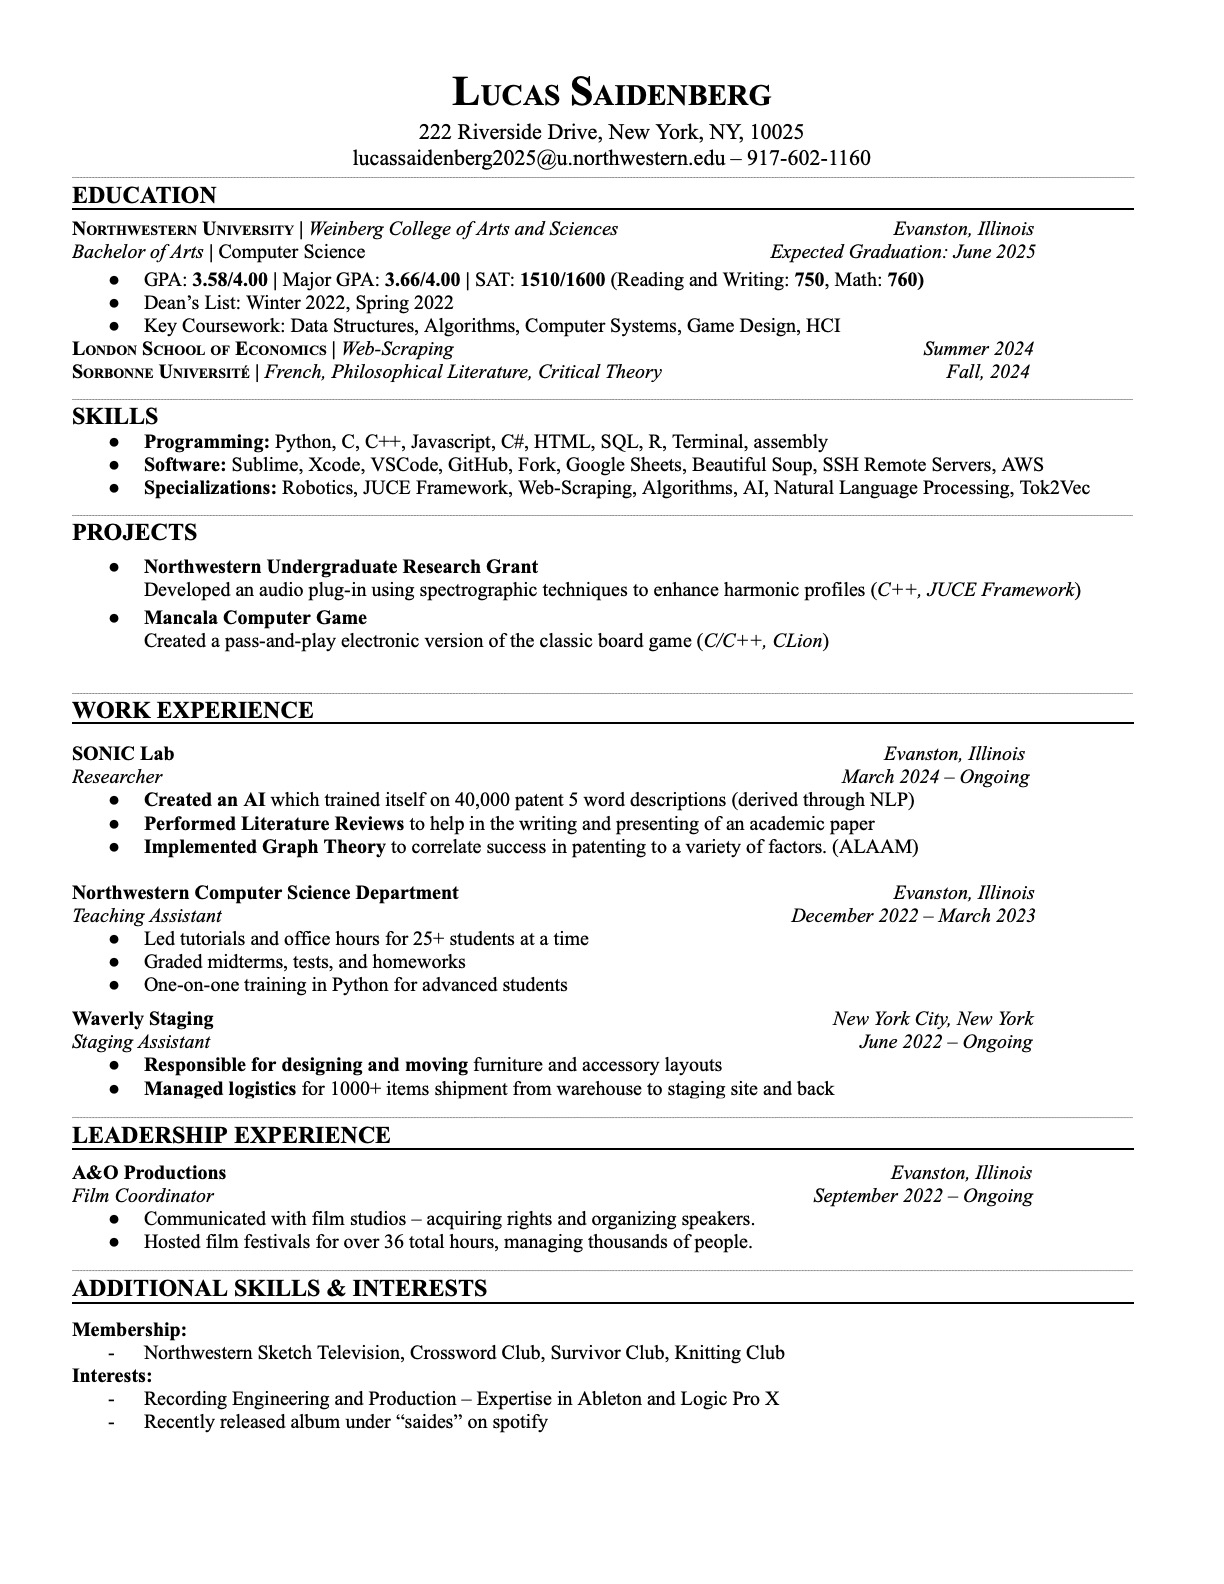 LUCAS SAIDENBERG
222 Riverside Drive, New York, NY, 10025
lucassaidenberg2025@u.northwestern.edu – 917-602-1160
EDUCATION
NORTHWESTERN UNIVERSITY | Weinberg College of Arts and Sciences Evanston, Illinois
Bachelor of Arts | Computer Science Expected Graduation: June 2025
● GPA: 3.58/4.00 | Major GPA: 3.66/4.00 | SAT: 1510/1600 (Reading and Writing: 750, Math: 760)
● Dean’s List: Winter 2022, Spring 2022
● Key Coursework: Data Structures, Algorithms, Computer Systems, Game Design, HCI
LONDON SCHOOL OF ECONOMICS | Web-Scraping Summer 2024
SORBONNE UNIVERSITÉ | French, Philosophical Literature, Critical Theory Fall, 2024
SKILLS
● Programming: Python, C, C++, Javascript, C#, HTML, SQL, R, Terminal, assembly
● Software: Sublime, Xcode, VSCode, GitHub, Fork, Google Sheets, Beautiful Soup, SSH Remote Servers, AWS
● Specializations: Robotics, JUCE Framework, Web-Scraping, Algorithms, AI, Natural Language Processing, Tok2Vec
PROJECTS
● Northwestern Undergraduate Research Grant
Developed an audio plug-in using spectrographic techniques to enhance harmonic profiles (C++, JUCE Framework)
● Mancala Computer Game
Created a pass-and-play electronic version of the classic board game (C/C++, CLion)
WORK EXPERIENCE
SONIC Lab Evanston, Illinois
Researcher March 2024 – Ongoing
● Created an AI which trained itself on 40,000 patent 5 word descriptions (derived through NLP)
● Performed Literature Reviews to help in the writing and presenting of an academic paper
● Implemented Graph Theory to correlate success in patenting to a variety of factors. (ALAAM)
Northwestern Computer Science Department Evanston, Illinois
Teaching Assistant December 2022 – March 2023
● Led tutorials and office hours for 25+ students at a time
● Graded midterms, tests, and homeworks
● One-on-one training in Python for advanced students
Waverly Staging New York City, New York
Staging Assistant June 2022 – Ongoing
● Responsible for designing and moving furniture and accessory layouts
● Managed logistics for 1000+ items shipment from warehouse to staging site and back
LEADERSHIP EXPERIENCE
A&O Productions Evanston, Illinois
Film Coordinator September 2022 – Ongoing
● Communicated with film studios – acquiring rights and organizing speakers.
● Hosted film festivals for over 36 total hours, managing thousands of people.
ADDITIONAL SKILLS & INTERESTS
Membership:
- Northwestern Sketch Television, Crossword Club, Survivor Club, Knitting Club
Interests:
- Recording Engineering and Production – Expertise in Ableton and Logic Pro X
- Recently released album under “saides” on spotify